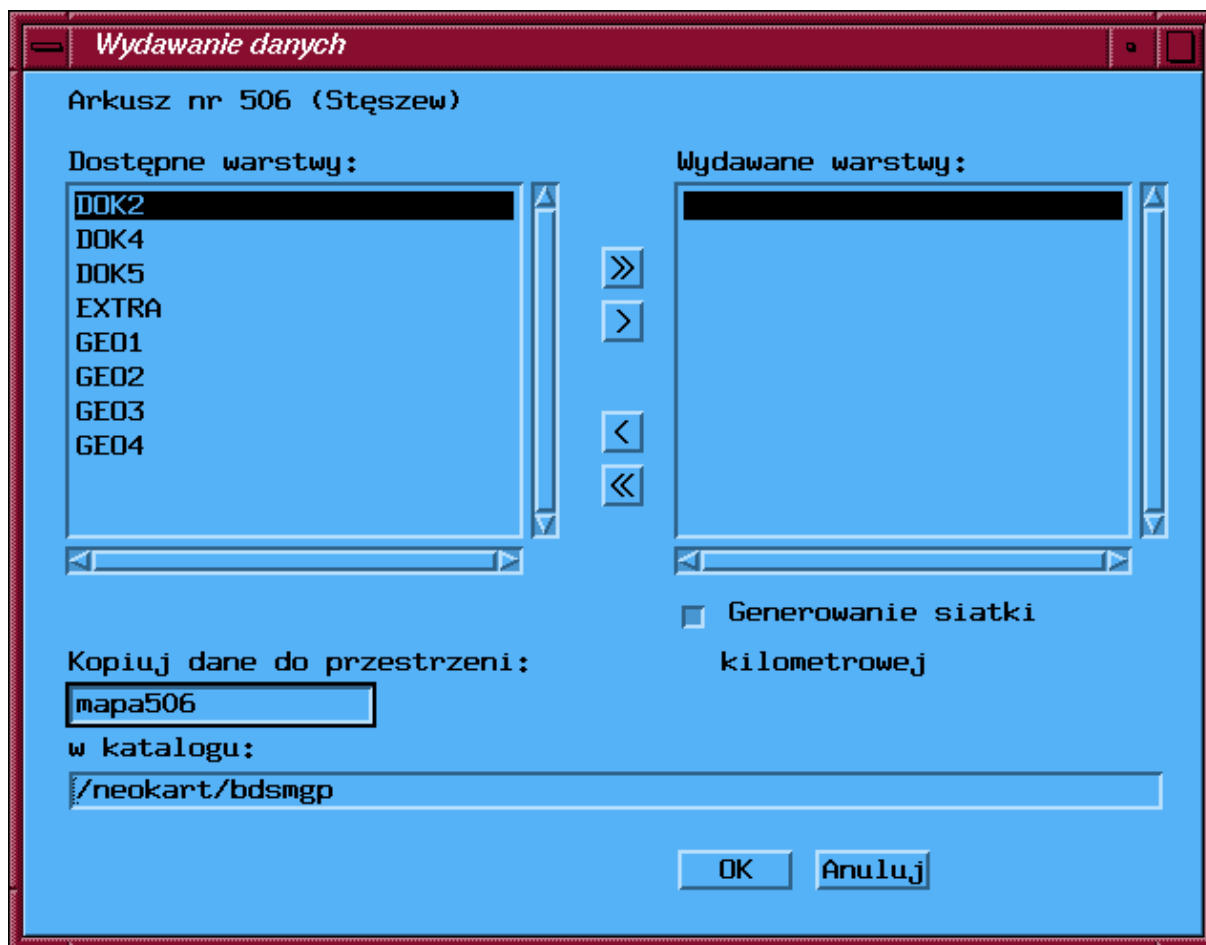 Wydawanie danych
Arkusz nr 506 (Stęszew)
Dostępne warstwy:
Wydawane warstwy:
DOK2
DOK4
DOK5
EXTRA
GEO1
GEO2
GEO3
GEO4
>>
>
<
<<
Generowanie siatki
kilometrowej
Kopiuj dane do przestrzeni:
mapa506
w katalogu:
/neokart/bdsmgp
OK
Anuluj